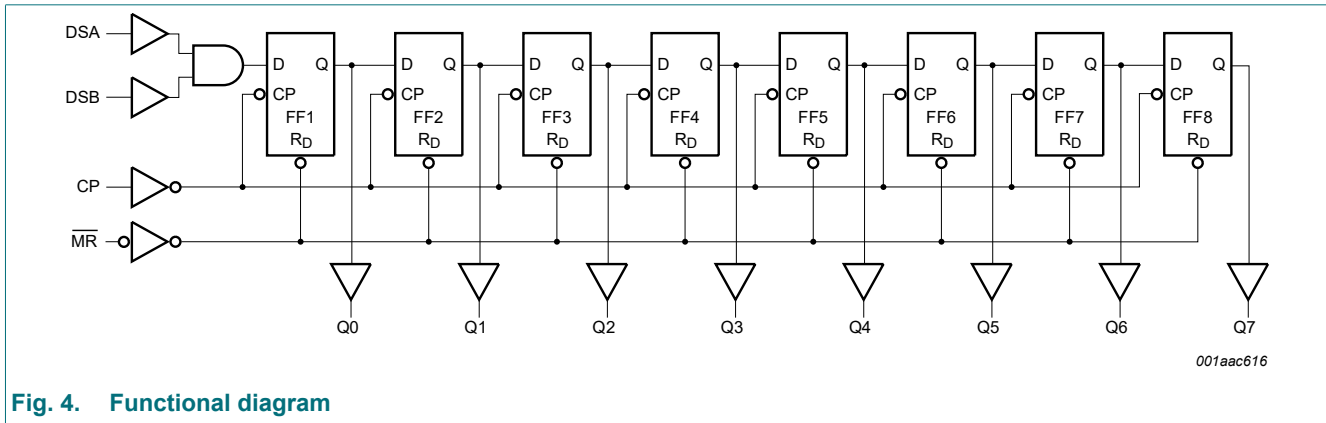 DSA
DSB
CP
M̅R̅
D Q
CP
FF1
RD
D Q
CP
FF2
RD
D Q
CP
FF3
RD
D Q
CP
FF4
RD
D Q
CP
FF5
RD
D Q
CP
FF6
RD
D Q
CP
FF7
RD
D Q
CP
FF8
RD
Q0 Q1 Q2 Q3 Q4 Q5 Q6 Q7
001aac616
Fig. 4. Functional diagram